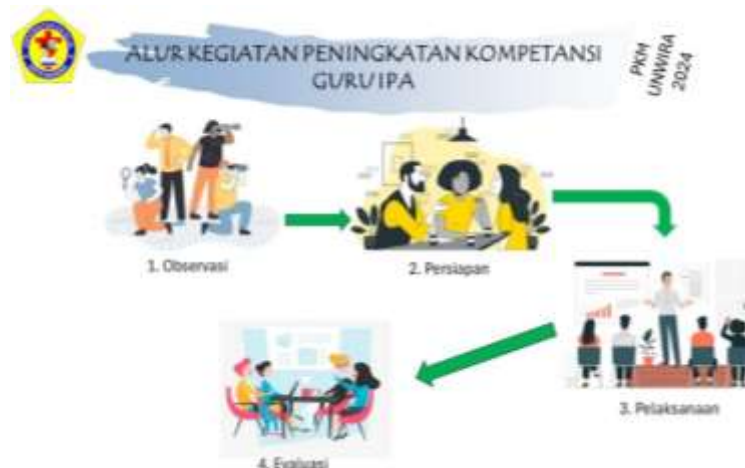 ALUR KEGIATAN PENINGKATAN KOMPETANSI
GURU IPA
PKM
UNWIRA
2024
1. Observasi
2. Persiapan
3. Pelaksanaan
4. Evaluasi